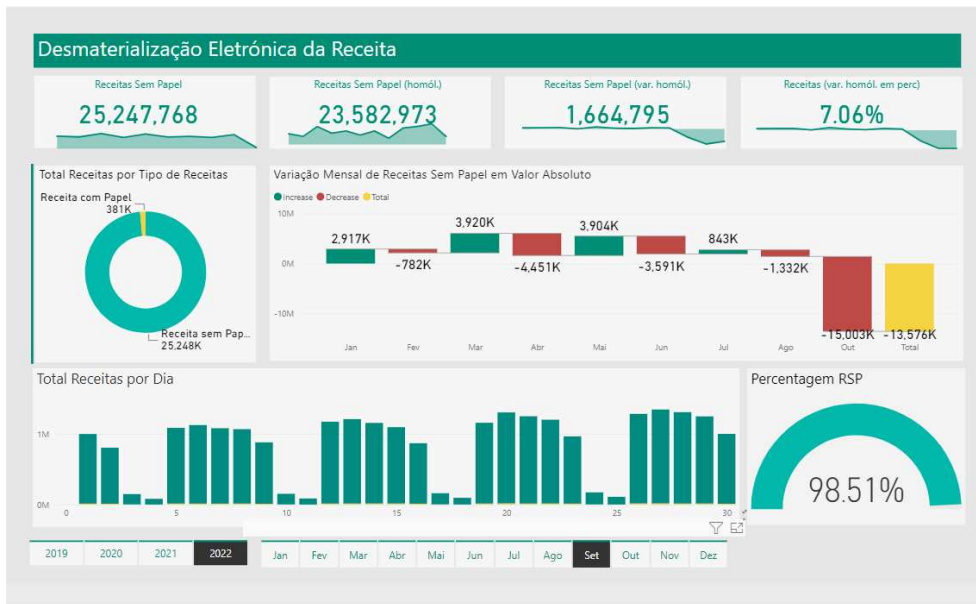 Desmaterialização Eletrónica da Receita
Receitas Sem Papel
25,247,768
Receitas Sem Papel (homól.)
23,582,973
Receitas Sem Papel (var. homól.)
1,664,795
Receitas (var. homól. em perc)
7.06%
Total Receitas por Tipo de Receitas
Receita com Papel
381K
Receita sem Pap...
25,248K
Variação Mensal de Receitas Sem Papel em Valor Absoluto
Increase Decrease Total
10M
0M
-10M
2,917K
-782K
3,920K
-4,451K
3,904K
-3,591K
843K
-1,332K
-15,003K
-13,576K
Jan Fev Mar Abr Mai Jun Jul Ago Out Total
Total Receitas por Dia
1M
0M
0 5 10 15 20 25 30
Percentagem RSP
98.51%
2019 2020 2021 2022
Jan Fev Mar Abr Mai Jun Jul Ago Set Out Nov Dez